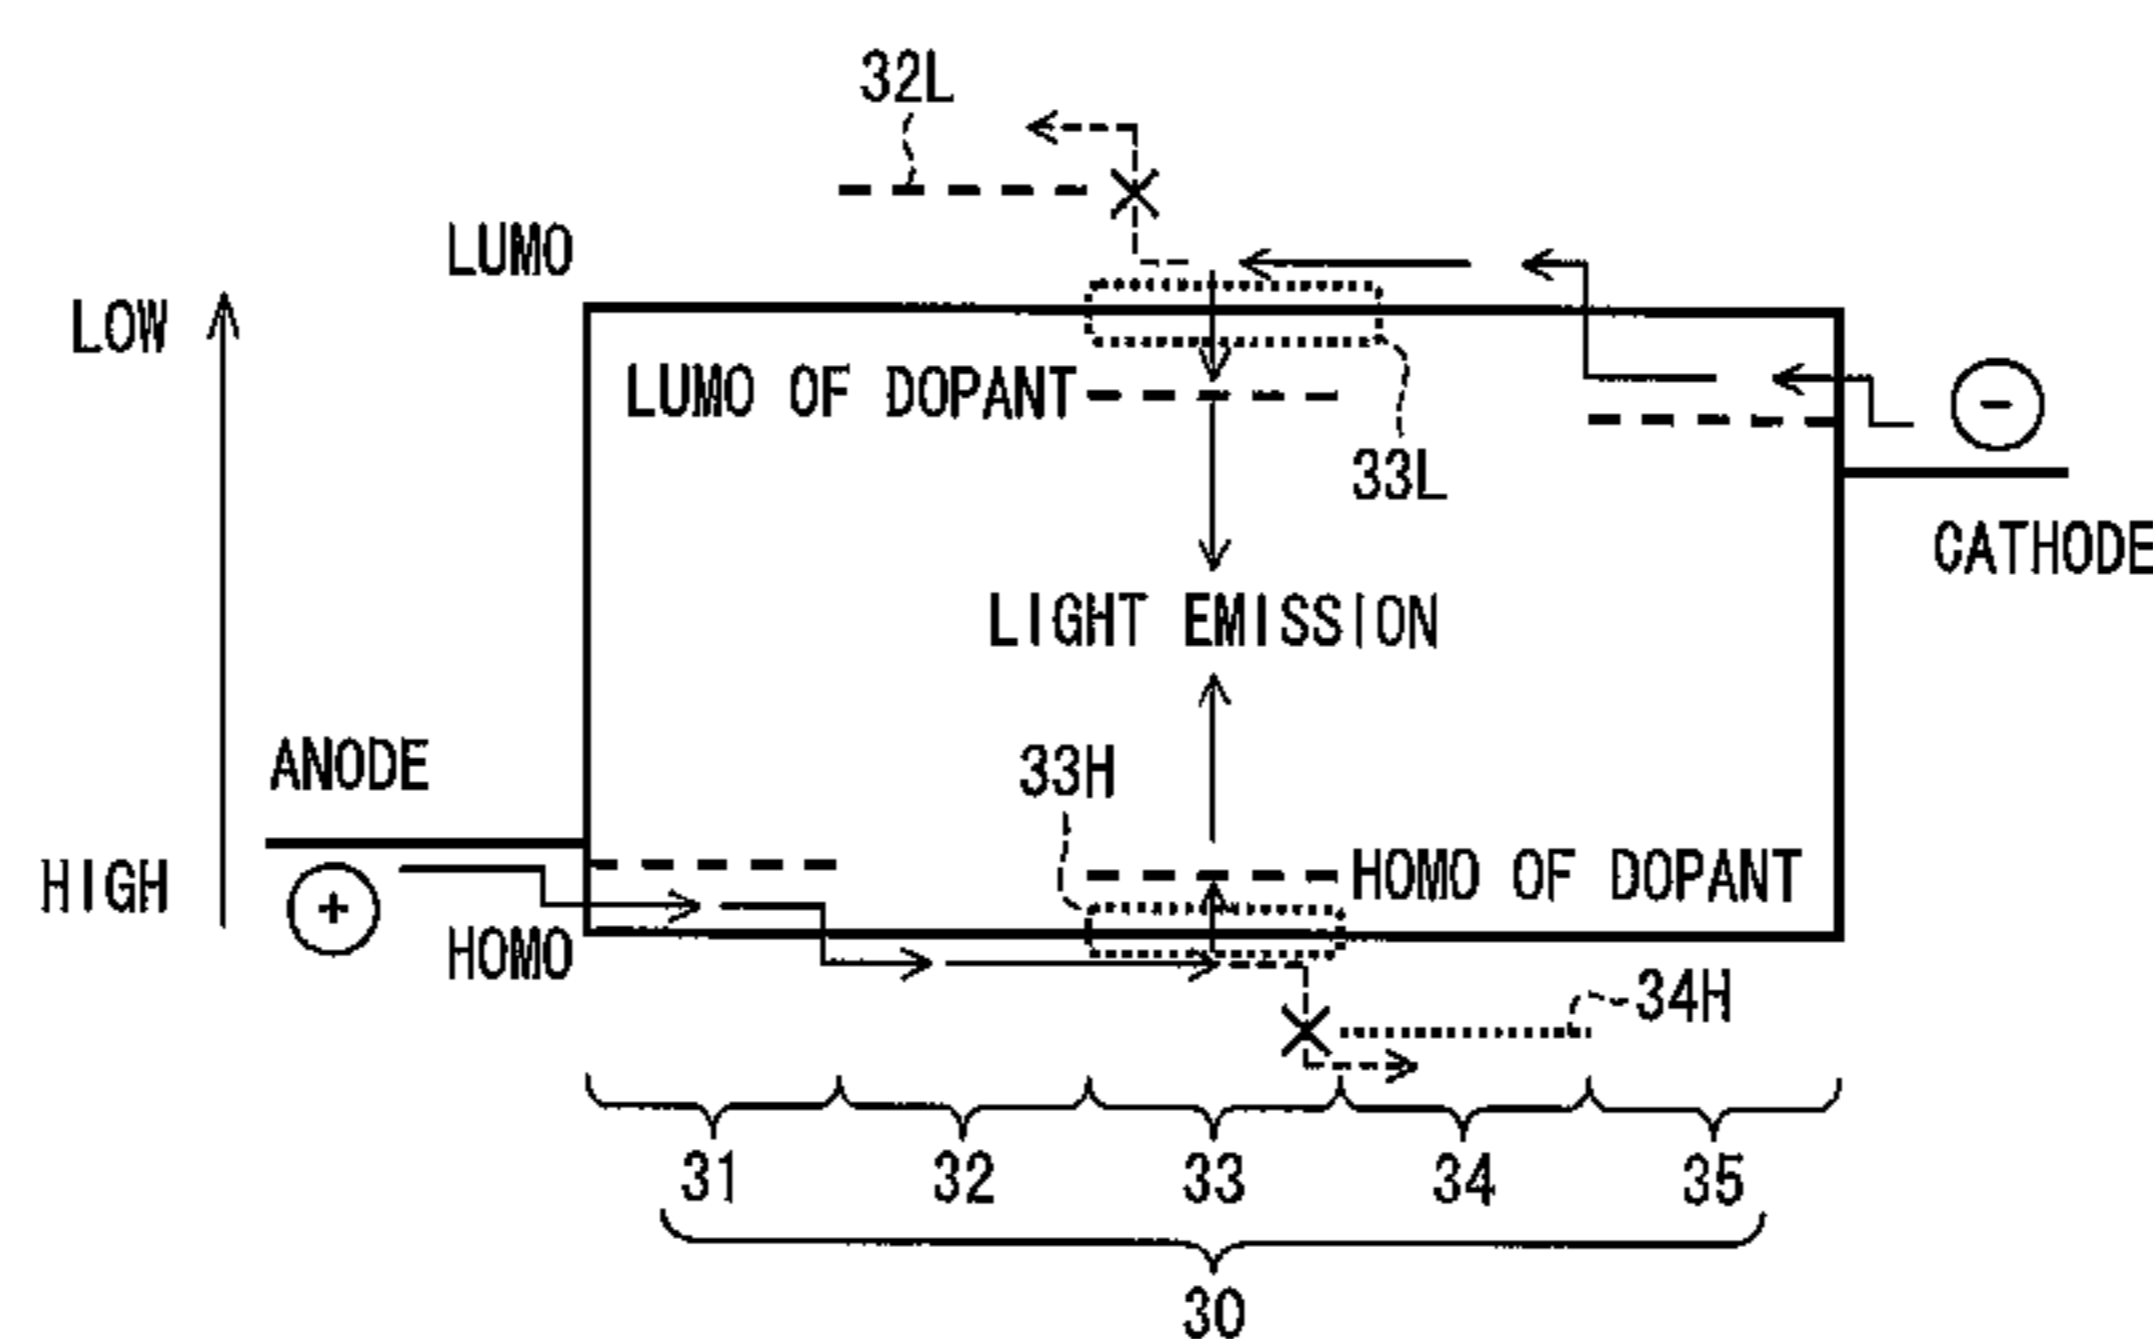 32L
LUMO
LOW
LUMO OF DOPANT
33L
-
CATHODE
LIGHT EMISSION
ANODE
33H
HIGH
+
HOMO
HOMO OF DOPANT
34H
31 32 33 34 35
30